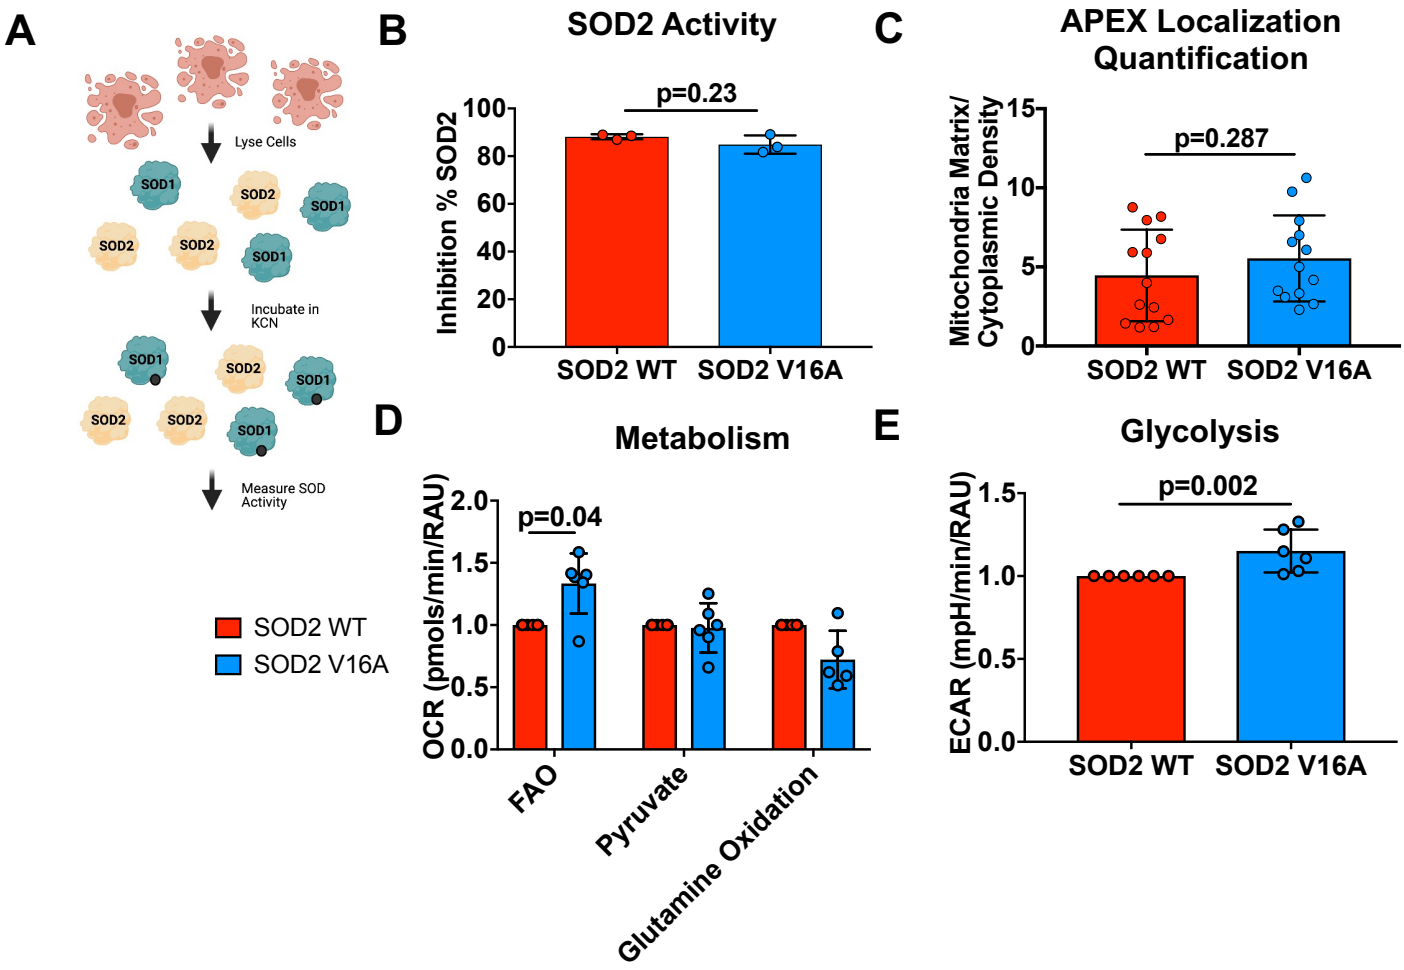 A
Lyse Cells
SOD1
SOD2
SOD1
SOD2
SOD2
SOD1
Incubate in
KCN
SOD1
SOD2
SOD1
SOD2
SOD2
SOD1
Measure SOD
Activity
SOD2 WT
SOD2 V16A
B
SOD2 Activity
p=0.23
Inhibition % SOD2
100
80
60
40
20
0
SOD2 WT
SOD2 V16A
C
APEX Localization
Quantification
p=0.287
Mitochondria Matrix/
Cytoplasmic Density
15
10
5
0
SOD2 WT
SOD2 V16A
D
Metabolism
p=0.04
OCR (pmols/min/RAU)
2.0
1.5
1.0
0.5
0.0
FAO
Pyruvate
Glutamine Oxidation
E
Glycolysis
p=0.002
ECAR (mpH/min/RAU)
1.5
1.0
0.5
0.0
SOD2 WT
SOD2 V16A